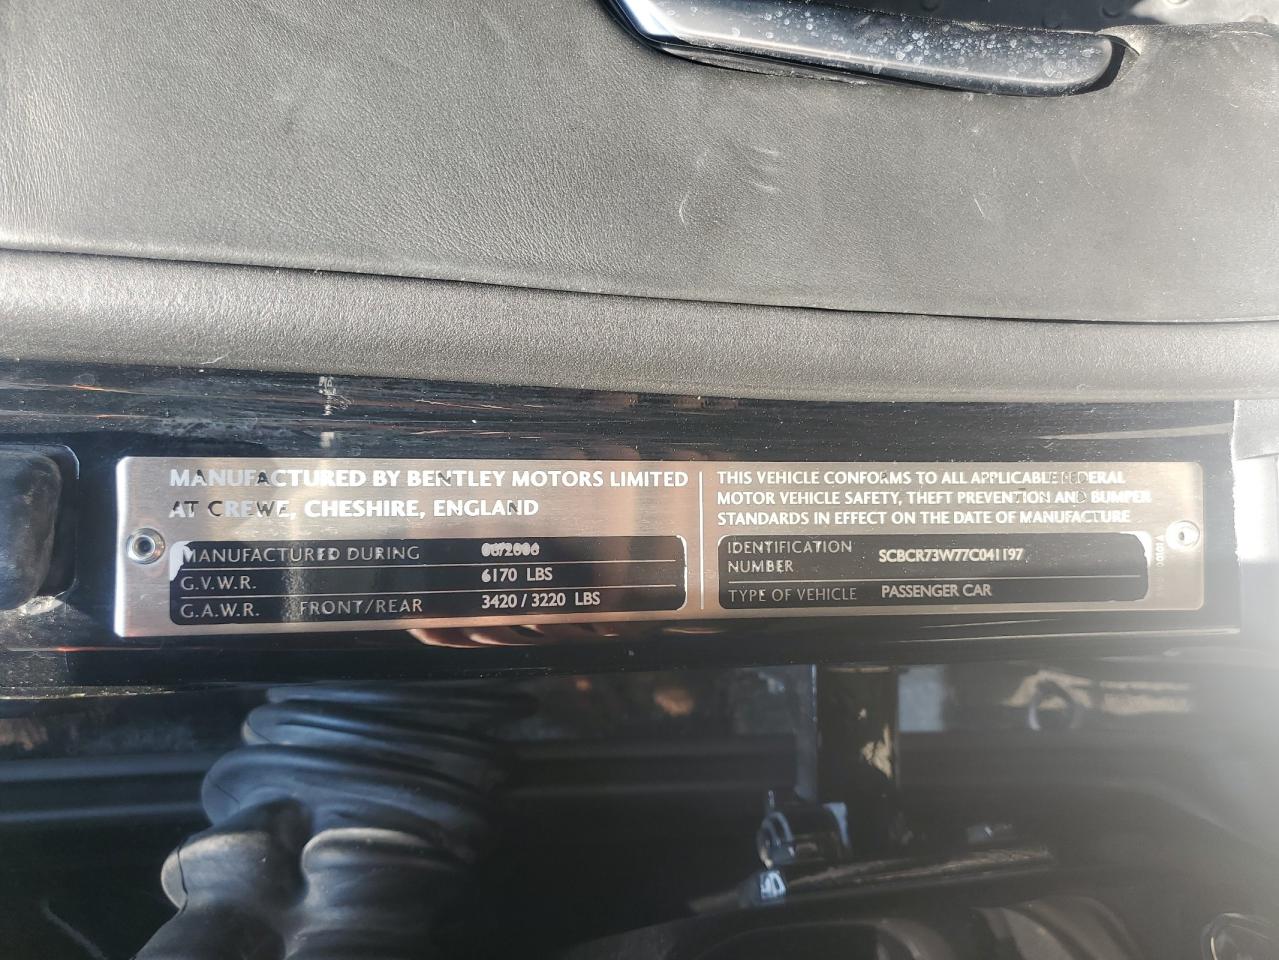 MANUFACTURED BY BENTLEY MOTORS LIMITED
AT CREWE, CHESHIRE, ENGLAND
MANUFACTURED DURING
G.V.W.R. 6170 LBS
G.A.W.R. FRONT/REAR 3420 / 3220 LBS
THIS VEHICLE CONFORMS TO ALL APPLICABLE FEDERAL
MOTOR VEHICLE SAFETY, THEFT PREVENTION AND BUMPER
STANDARDS IN EFFECT ON THE DATE OF MANUFACTURE
IDENTIFICATION
NUMBER SCBCR73W77C041197
TYPE OF VEHICLE PASSENGER CAR